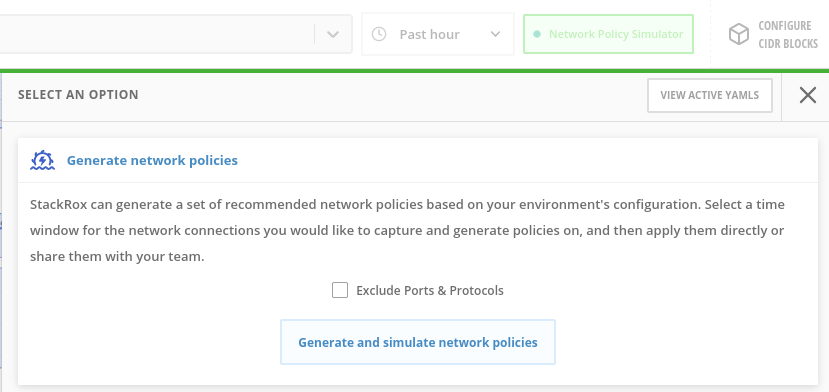 Past hour
Network Policy Simulator
CONFIGURE
CIDR BLOCKS
SELECT AN OPTION
VIEW ACTIVE YAMLS
Generate network policies
StackRox can generate a set of recommended network policies based on your environment's configuration. Select a time
window for the network connections you would like to capture and generate policies on, and then apply them directly or
share them with your team.
Exclude Ports & Protocols
Generate and simulate network policies